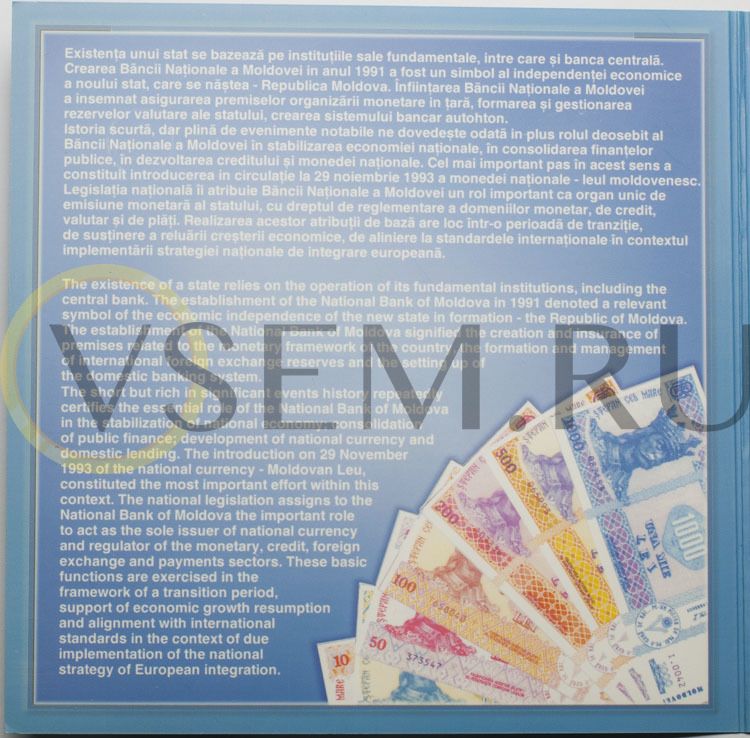 Existența unui stat se bazează pe instituțiile sale fundamentale, intre care și banca centrală.
Crearea Băncii Naționale a Moldovei in anul 1991 a fost un simbol al independenței economice
a noului stat, care se năștea - Republica Moldova. Înființarea Băncii Naționale a Moldovei
a insemnat asigurarea premiselor organizării monetare in țară, formarea și gestionarea
rezervelor valutare ale statului, crearea sistemului bancar autohton.
Istoria scurtă, dar plină de evenimente notabile ne dovedește odată in plus rolul deosebit al
Băncii Naționale a Moldovei în stabilizarea economiei naționale, în consolidarea finanțelor
publice, în dezvoltarea creditului și monedei naționale. Cel mai important pas în acest sens a
constituit introducerea in circulație la 29 noiembrie 1993 a monedei naționale - leul moldovenesc.
Legislația națională îi atribuie Băncii Naționale a Moldovei un rol important ca organ unic de
emisiune monetară al statului, cu dreptul de reglementare a domeniilor monetar, de credit,
valutar și de plăți. Realizarea acestor atribuții de bază are loc într-o perioadă de tranziție,
de susținere a reluării creșterii economice, de aliniere la standardele internaționale în contextul
implementării strategiei naționale de integrare europeană.
The existence of a state relies on the operation of its fundamental institutions, including the
central bank. The establishment of the National Bank of Moldova in 1991 denoted a relevant
symbol of the economic independence of the new state in formation - the Republic of Moldova.
The establishment of the National Bank of Moldova signified the creation and insurance of
premises of the monetary framework of the country, the formation and management
of international foreign exchange reserves and the setting up of
the domestic banking system.
The short but rich in significant events history repeatedly
certifies the essential role of the National Bank of Moldova
in the stabilization of national economy, consolidation
of public finance, development of national currency and
domestic lending. The introduction on 29 November
1993 of the national currency - Moldovan Leu,
constituted the most important effort within this
context. The national legislation assigns to the
National Bank of Moldova the important role
to act as the sole issuer of national currency
and regulator of the monetary, credit, foreign
exchange and payments sectors. These basic
functions are exercised in the
framework of a transition period,
support of economic growth resumption
and alignment with international
standards in the context of due
implementation of the national
strategy of European integration.
VSEM.RU
ȘTEFAN CEL MARE
1000
LEI
500
200
100
50
373547
10
I.0042